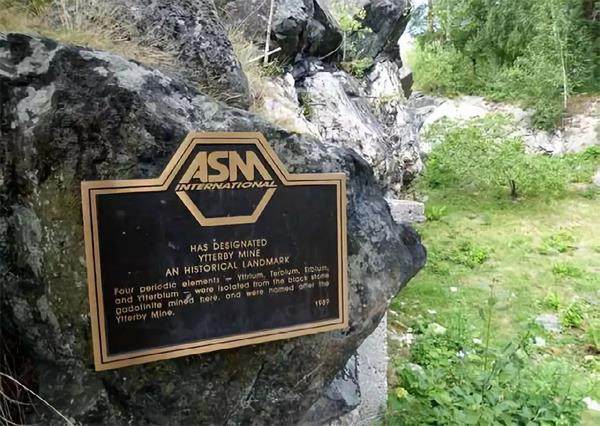 ASM
INTERNATIONAL
HAS DESIGNATED
YTTERBY MINE
AN HISTORICAL LANDMARK
Four periodic elements — Yttrium, Terbium, Erbium,
and Ytterbium — were isolated from the black stone
gadolinite mined here, and were named after the
Ytterby Mine.
1989